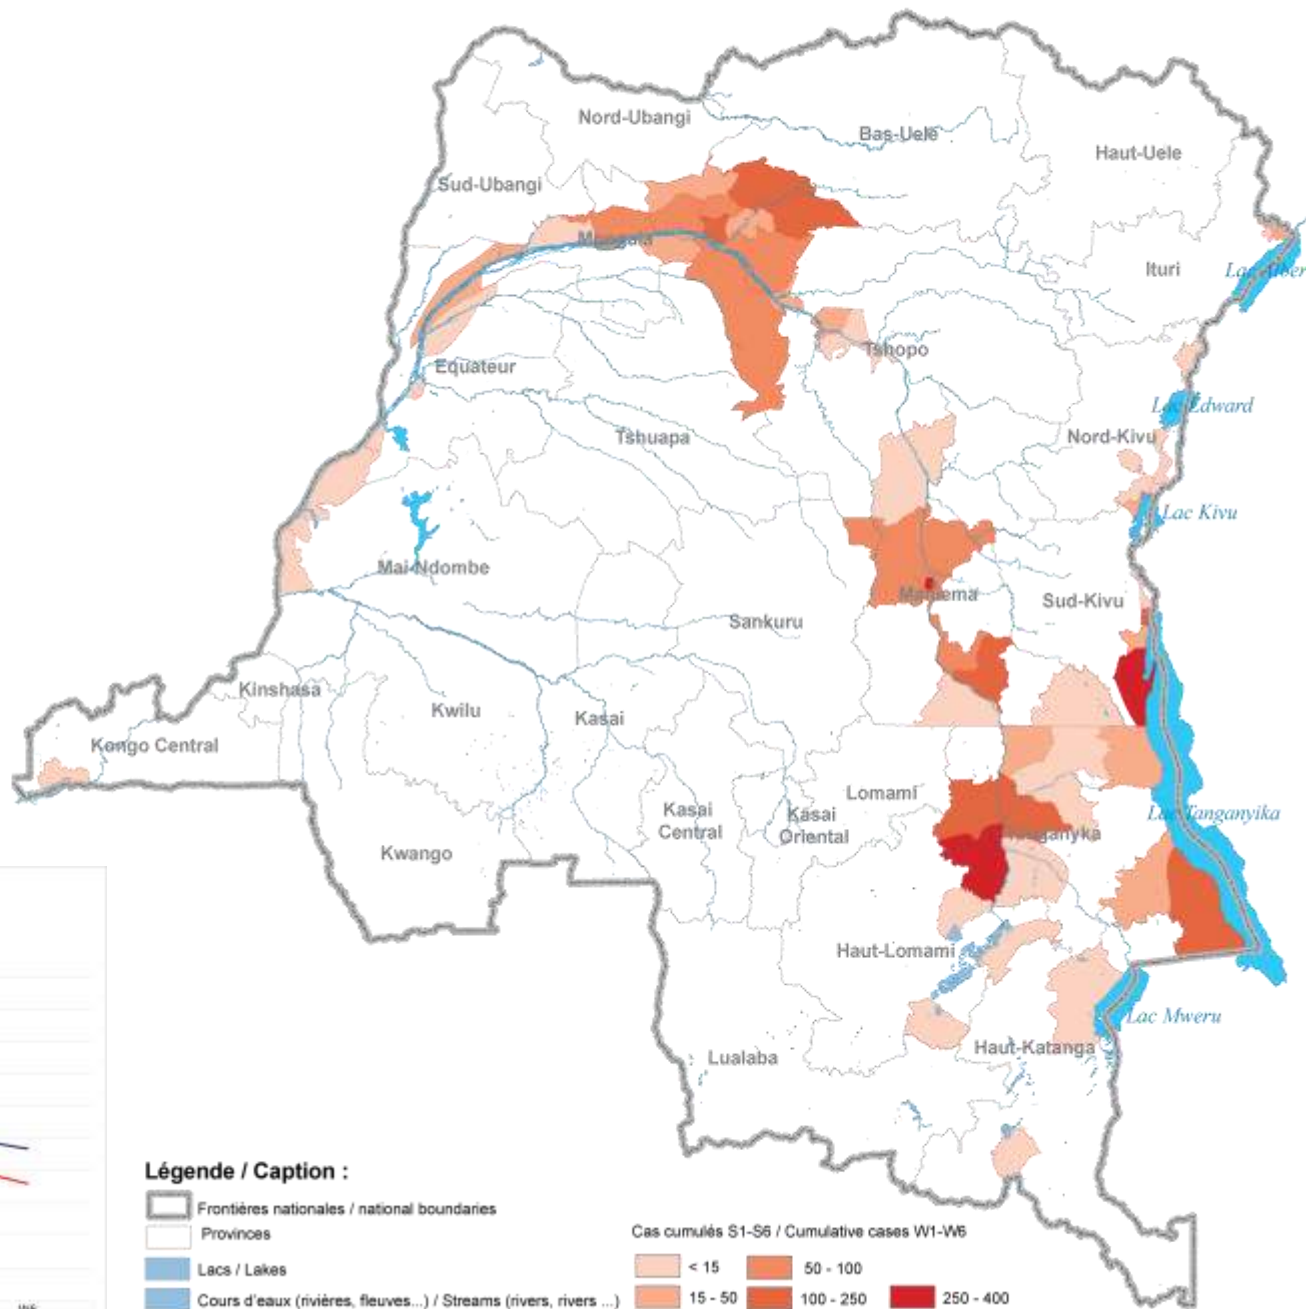 Nord-Ubangi
Bas-Uele
Haut-Uele
Sud-Ubangi
Ituri
Tshopo
Equateur
Lac Edward
Tshuapa
Nord-Kivu
Lac Kivu
Mai-Ndombe
Sud-Kivu
Sankuru
Kinshasa
Kwilu
Kasai
Kongo Central
Lomami
Kasai
Central
Kasai
Oriental
Lac Tanganyika
Kwango
Haut-Lomami
Lac Mweru
Haut-Katanga
Lualaba
Légende / Caption :
Frontières nationales / national boundaries
Provinces
Lacs / Lakes
Cours d'eaux (rivières, fleuves...) / Streams (rivers, rivers ...)
Cas cumulés S1-S6 / Cumulative cases W1-W6
< 15
50 - 100
15 - 50
100 - 250
250 - 400